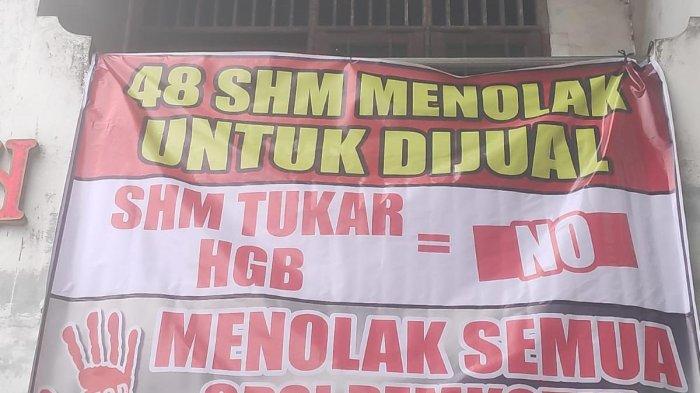 48 SHM MENOLAK
UNTUK DIJUAL
SHM TUKAR
HGB
= NO
MENOLAK SEMUA